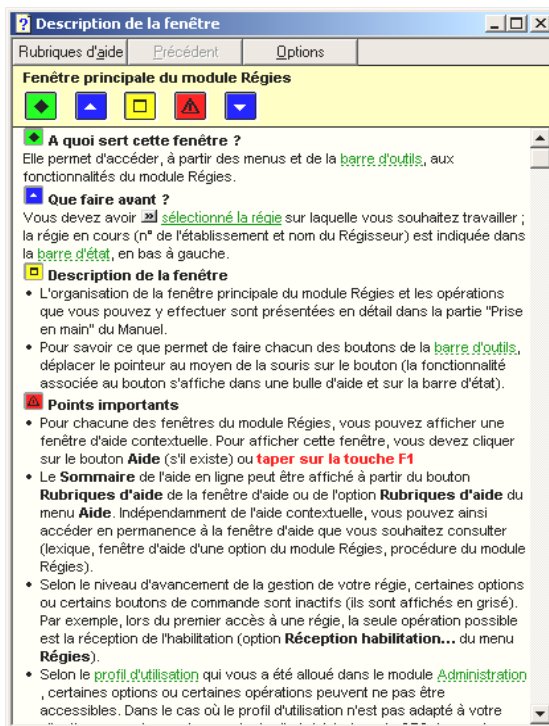 Description de la fenêtre
Rubriques d'aide Précédent Options
Fenêtre principale du module Régies
A quoi sert cette fenêtre ?
Elle permet d'accéder, à partir des menus et de la barre d'outils, aux
fonctionnalités du module Régies.
Que faire avant ?
Vous devez avoir sélectionné la régie sur laquelle vous souhaitez travailler ;
la régie en cours (n° de l'établissement et nom du Régisseur) est indiquée dans
la barre d'état, en bas à gauche.
Description de la fenêtre
• L'organisation de la fenêtre principale du module Régies et les opérations
que vous pouvez y effectuer sont présentées en détail dans la partie "Prise
en main" du Manuel.
• Pour savoir ce que permet de faire chacun des boutons de la barre d'outils,
déplacer le pointeur au moyen de la souris sur le bouton (la fonctionnalité
associée au bouton s'affiche dans une bulle d'aide et sur la barre d'état).
Points importants
• Pour chacune des fenêtres du module Régies, vous pouvez afficher une
fenêtre d'aide contextuelle. Pour afficher cette fenêtre, vous devez cliquer
sur le bouton Aide (s'il existe) ou taper sur la touche F1
• Le Sommaire de l'aide en ligne peut être affiché à partir du bouton
Rubriques d'aide de la fenêtre d'aide ou de l'option Rubriques d'aide du
menu Aide. Indépendamment de l'aide contextuelle, vous pouvez ainsi
accéder en permanence à la fenêtre d'aide que vous souhaitez consulter
(lexique, fenêtre d'aide d'une option du module Régies, procédure du module
Régies).
• Selon le niveau d'avancement de la gestion de votre régie, certaines options
ou certains boutons de commande sont inactifs (ils sont affichés en grisé).
Par exemple, lors du premier accès à une régie, la seule opération possible
est la réception de l'habilitation (option Réception habilitation... du menu
Régies).
• Selon le profil d'utilisation qui vous a été alloué dans le module Administration
, certaines options ou certaines opérations peuvent ne pas être
accessibles. Dans le cas où le profil d'utilisation n'est pas adapté à votre